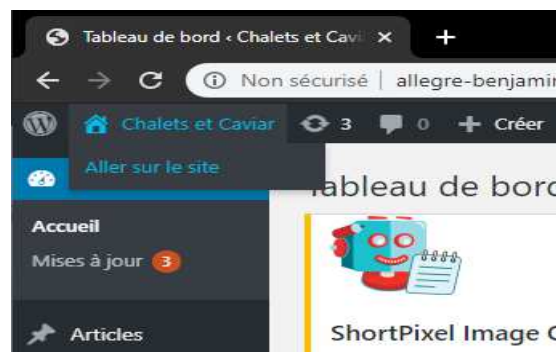 Tableau de bord ‹ Chalets et Cavi
Non sécurisé | allegre-benjamin
Chalets et Caviar 3 0 + Créer
Aller sur le site
Tableau de bord
Accueil
Mises à jour 3
Articles
ShortPixel Image